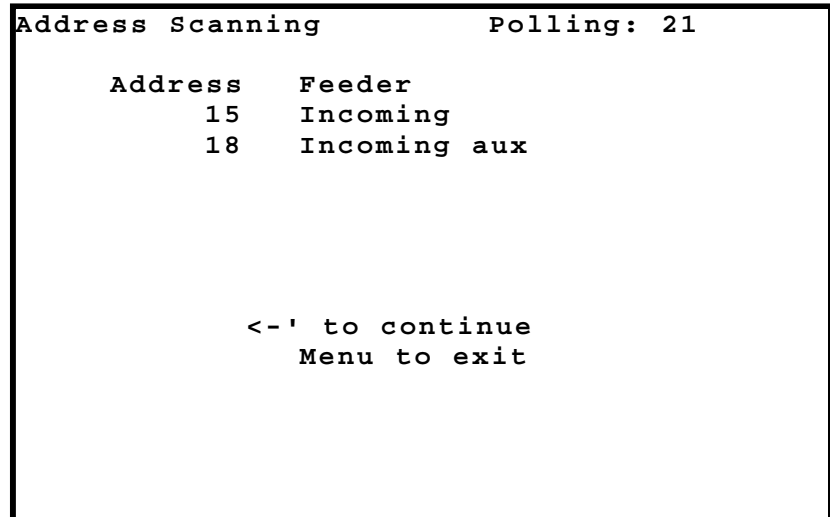 Address Scanning Polling: 21
Address Feeder
15 Incoming
18 Incoming aux
<-' to continue
Menu to exit